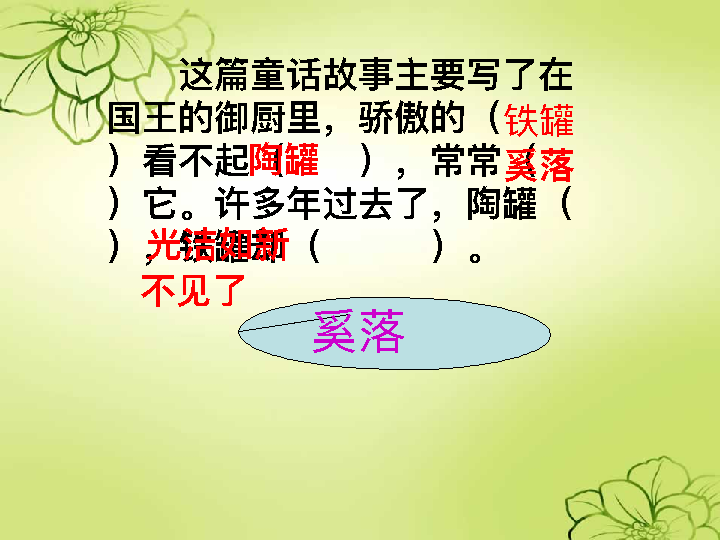 这篇童话故事主要写了在
国王的御厨里，骄傲的（铁罐
）看不起（陶罐　），常常（奚落
）它。许多年过去了，陶罐（
光洁如新），铁罐却（　　　）。
不见了
奚落